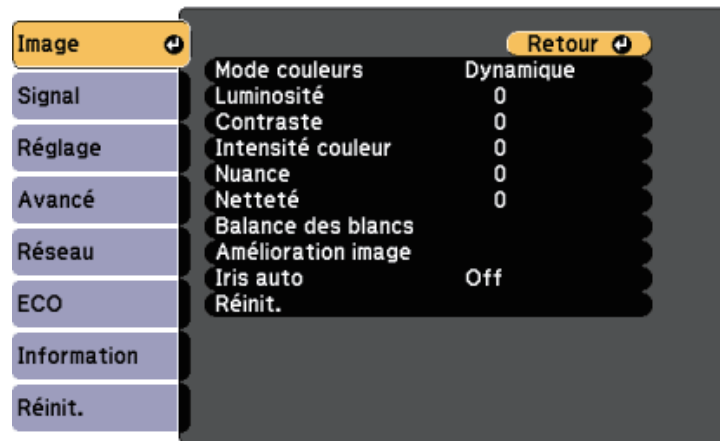 Image
Signal
Réglage
Avancé
Réseau
ECO
Information
Réinit.
Retour
Mode couleurs Dynamique
Luminosité 0
Contraste 0
Intensité couleur 0
Nuance 0
Netteté 0
Balance des blancs
Amélioration image
Iris auto Off
Réinit.